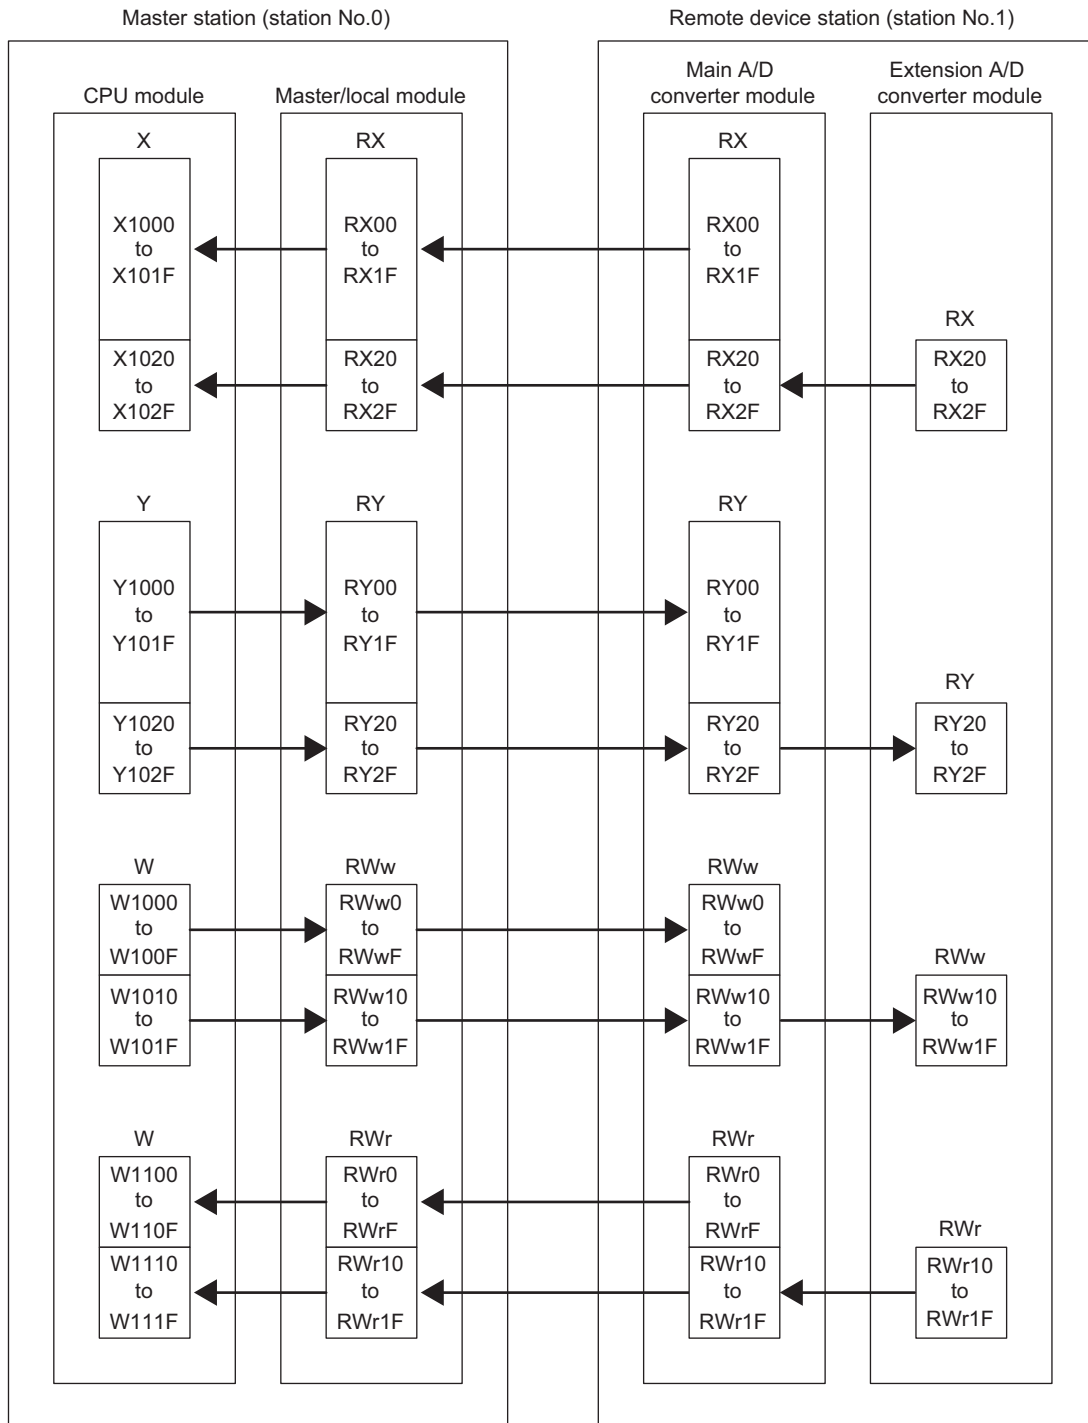 Master station (station No.0)
Remote device station (station No.1)
CPU module
Master/local module
Main A/D
converter module
Extension A/D
converter module
X
RX
RX
X1000
to
X101F
RX00
to
RX1F
RX00
to
RX1F
RX
X1020
to
X102F
RX20
to
RX2F
RX20
to
RX2F
RX20
to
RX2F
Y
RY
RY
Y1000
to
Y101F
RY00
to
RY1F
RY00
to
RY1F
RY
Y1020
to
Y102F
RY20
to
RY2F
RY20
to
RY2F
RY20
to
RY2F
W
RWw
RWw
W1000
to
W100F
RWw0
to
RWwF
RWw0
to
RWwF
RWw
W1010
to
W101F
RWw10
to
RWw1F
RWw10
to
RWw1F
RWw10
to
RWw1F
W
RWr
RWr
W1100
to
W110F
RWr0
to
RWrF
RWr0
to
RWrF
RWr
W1110
to
W111F
RWr10
to
RWr1F
RWr10
to
RWr1F
RWr10
to
RWr1F